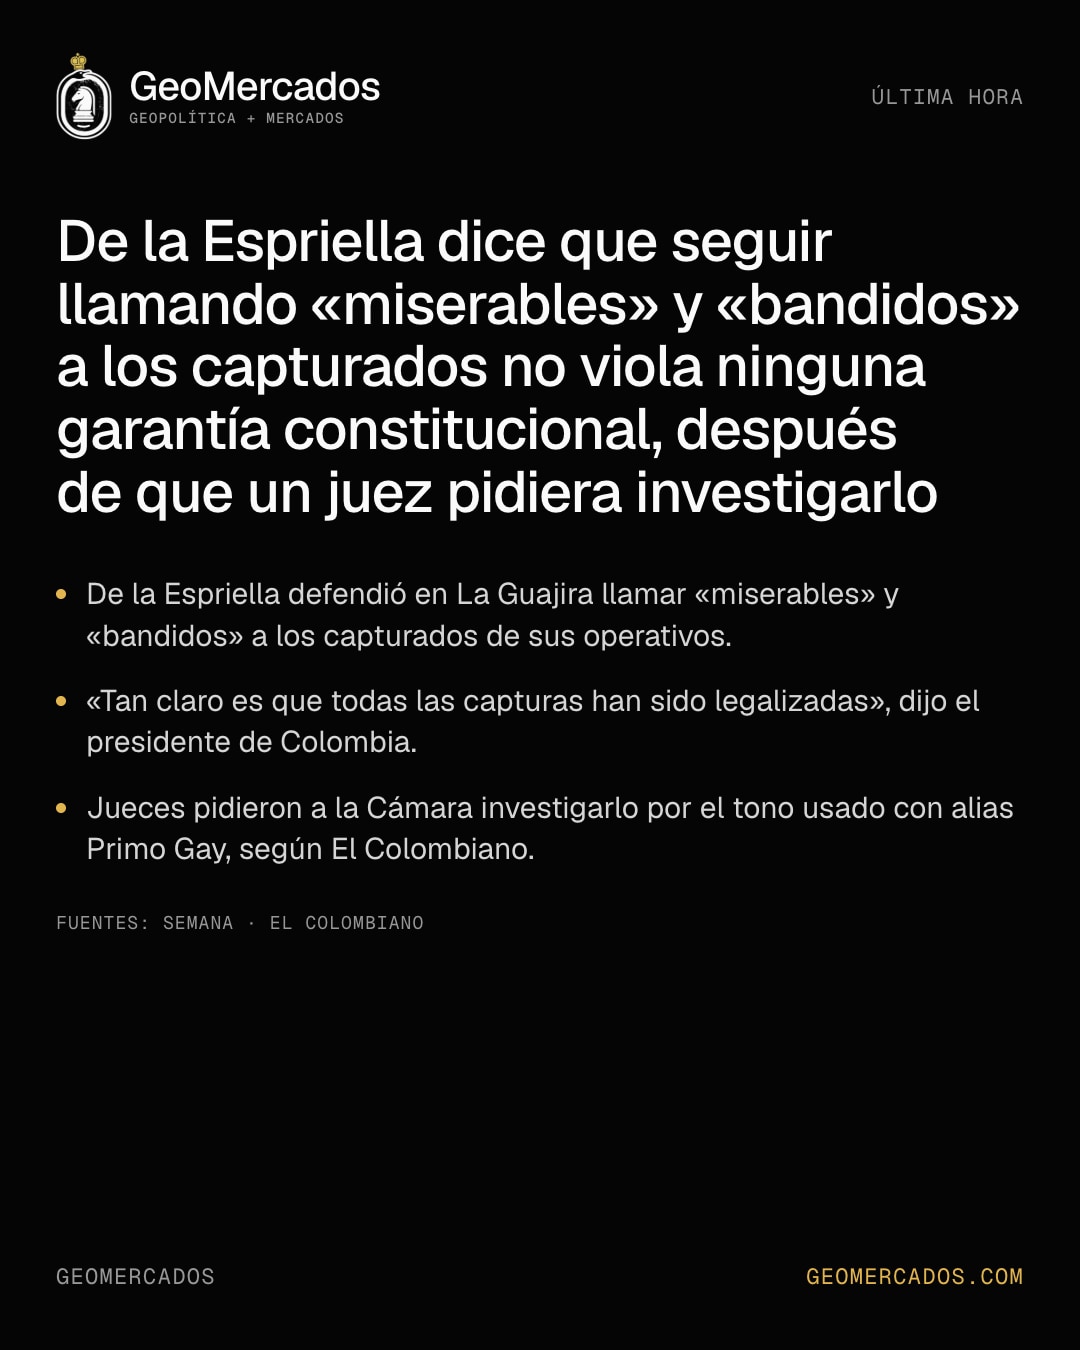 GeoMercados
GEOPOLÍTICA + MERCADOS
ÚLTIMA HORA
De la Espriella dice que seguir
llamando «miserables» y «bandidos»
a los capturados no viola ninguna
garantía constitucional, después
de que un juez pidiera investigarlo
• De la Espriella defendió en La Guajira llamar «miserables» y
«bandidos» a los capturados de sus operativos.
• «Tan claro es que todas las capturas han sido legalizadas», dijo el
presidente de Colombia.
• Jueces pidieron a la Cámara investigarlo por el tono usado con alias
Primo Gay, según El Colombiano.
FUENTES: SEMANA · EL COLOMBIANO
GEOMERCADOS
GEOMERCADOS.COM